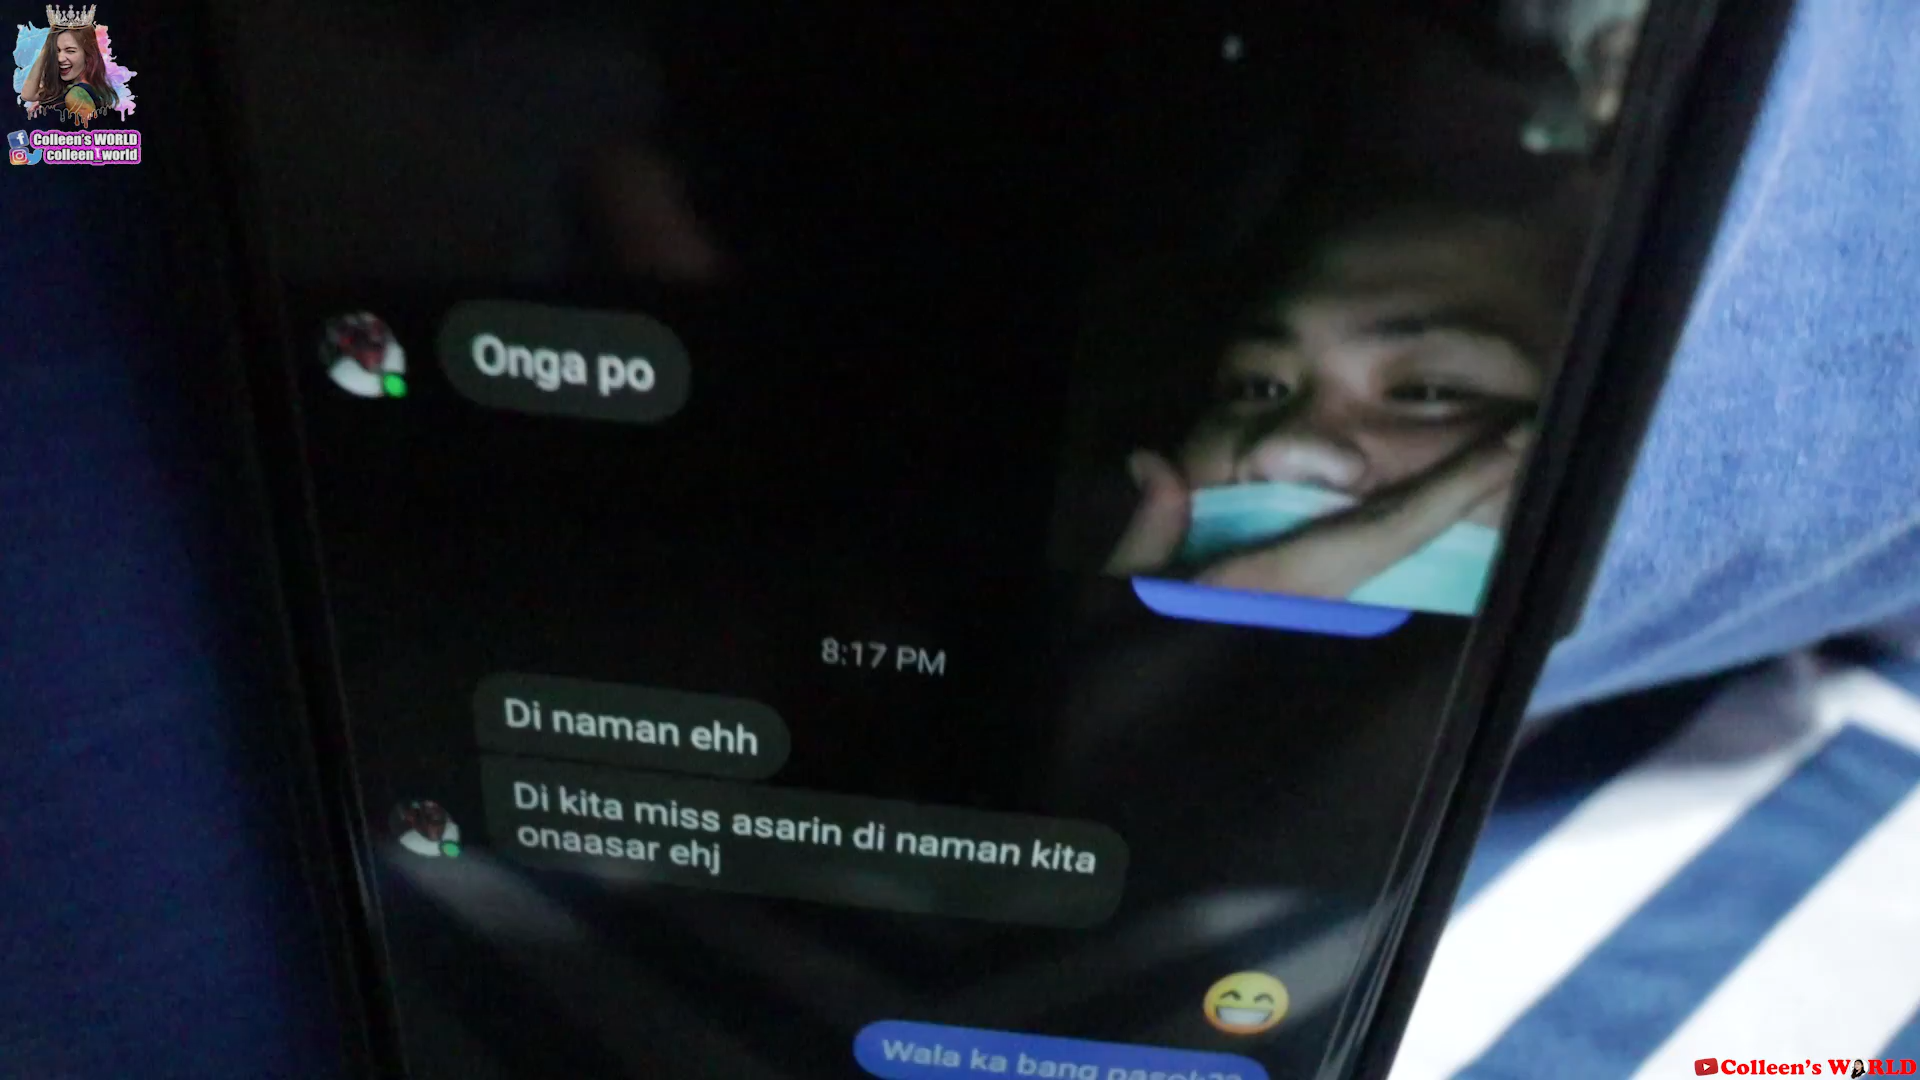 Colleen's WORLD
colleen_world
Onga po
8:17 PM
Di naman ehh
Di kita miss asarin di naman kita
onaasar ehj
Wala ka bang
Colleen's WORLD